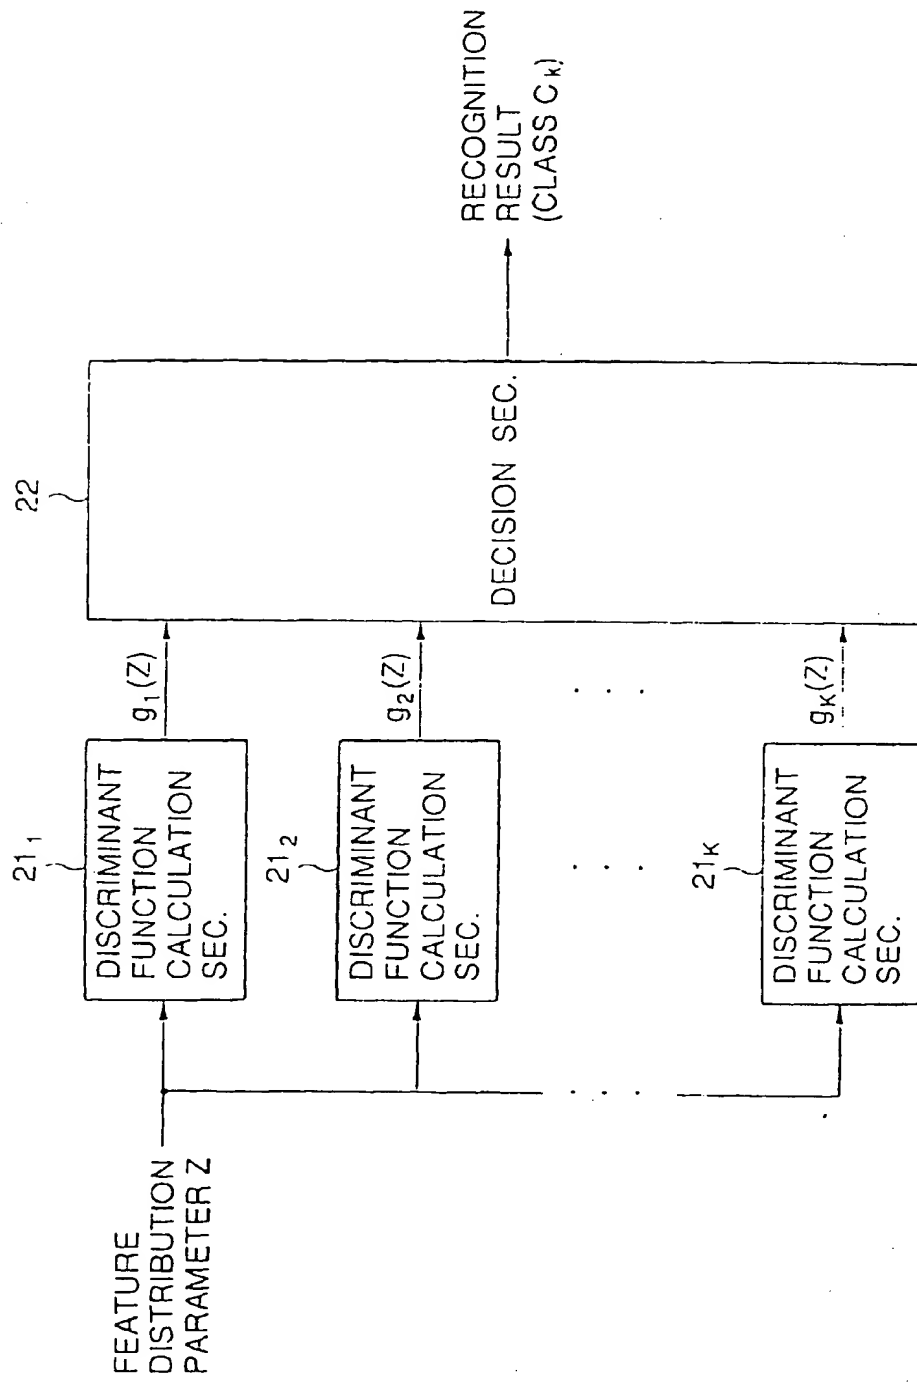 FEATURE
DISTRIBUTION
PARAMETER Z
21₁
DISCRIMINANT
FUNCTION
CALCULATION
SEC.
g₁(Z)
21₂
DISCRIMINANT
FUNCTION
CALCULATION
SEC.
g₂(Z)
. . .
. . .
. . .
21ₖ
DISCRIMINANT
FUNCTION
CALCULATION
SEC.
gₖ(Z)
22
DECISION SEC.
RECOGNITION
RESULT
(CLASS Cₖ)